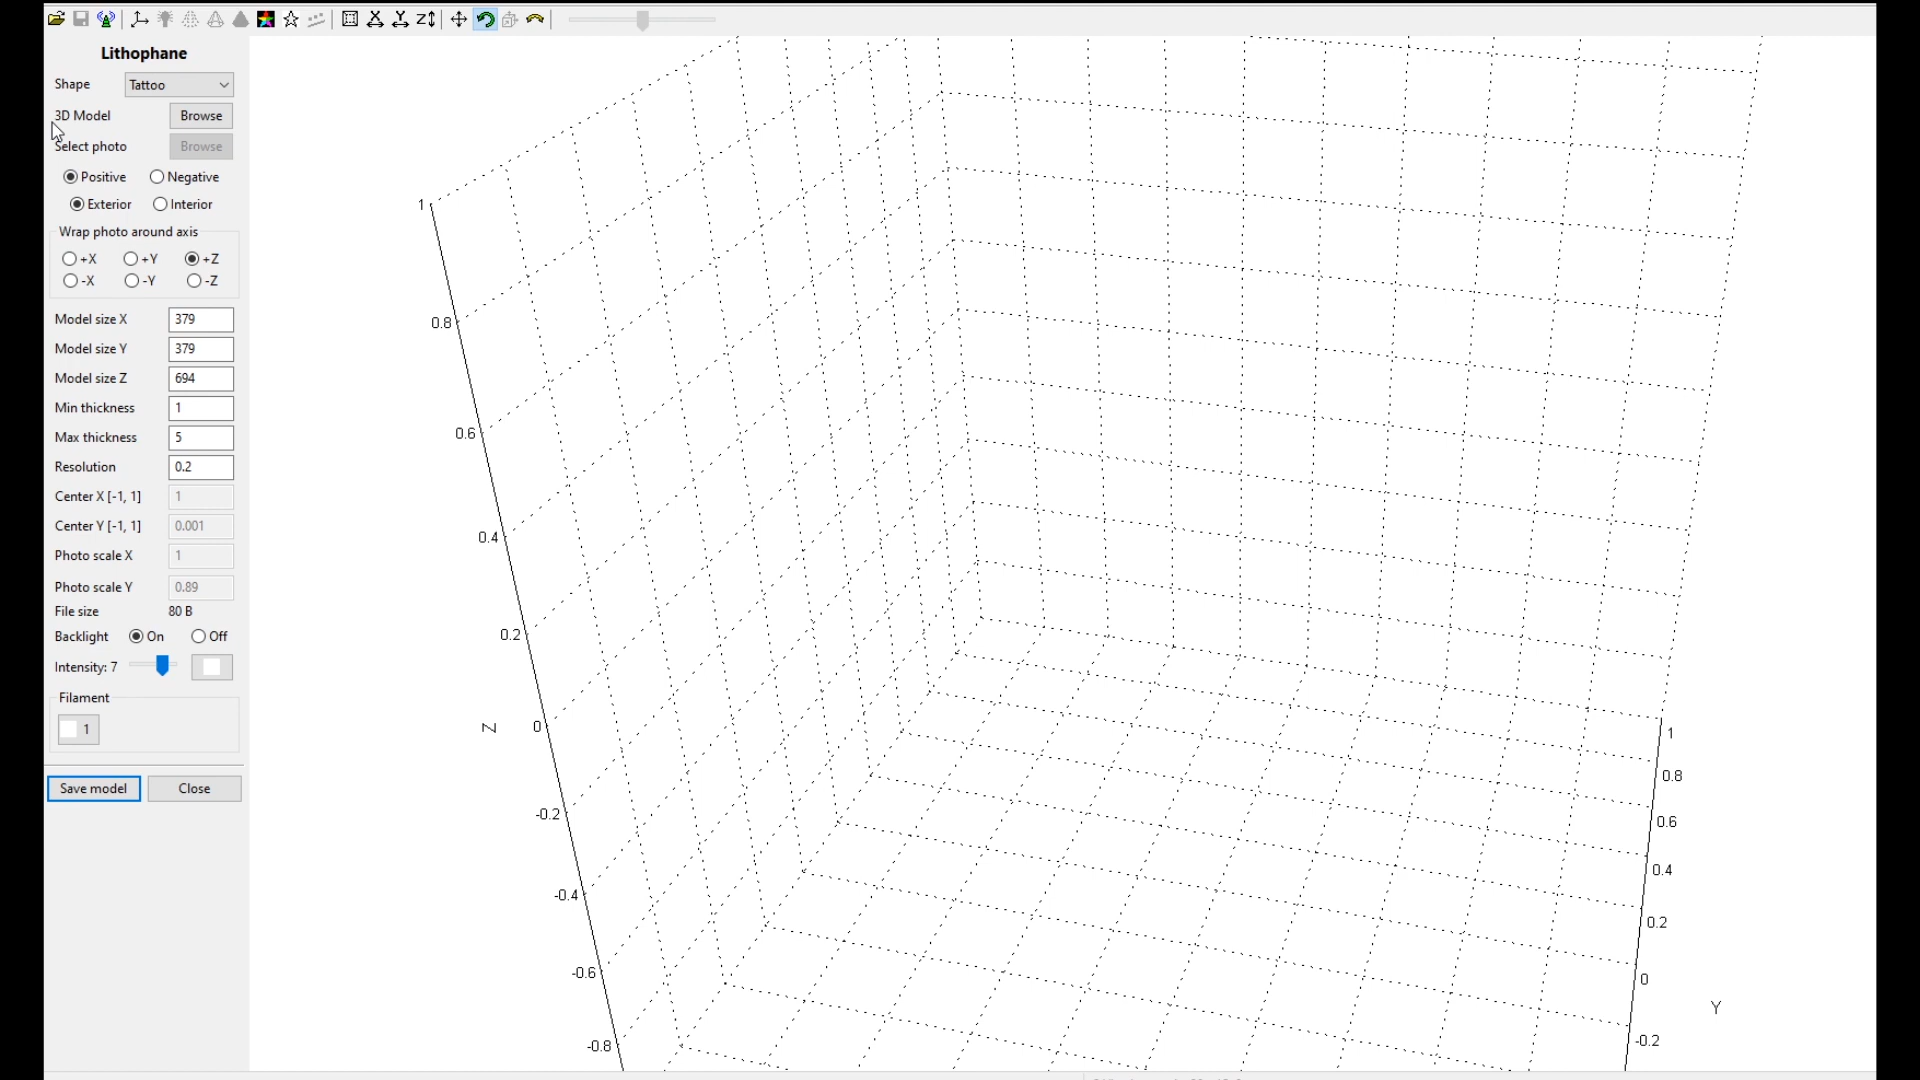 Lithophane
Shape Tattoo
3D Model Browse
Select photo Browse
Positive Negative
Exterior Interior
Wrap photo around axis
+X +Y +Z
-X -Y -Z
Model size X 379
Model size Y 379
Model size Z 694
Min thickness 1
Max thickness 5
Resolution 0.2
Center X [-1, 1] 1
Center Y [-1, 1] 0.001
Photo scale X 1
Photo scale Y 0.89
File size 80 B
Backlight On Off
Intensity: 7
Filament
1
Save model Close
1
0.8
0.6
0.4
0.2
Z 0
-0.2
-0.4
-0.6
-0.8
1
0.8
0.6
0.4
0.2
0
Y
-0.2